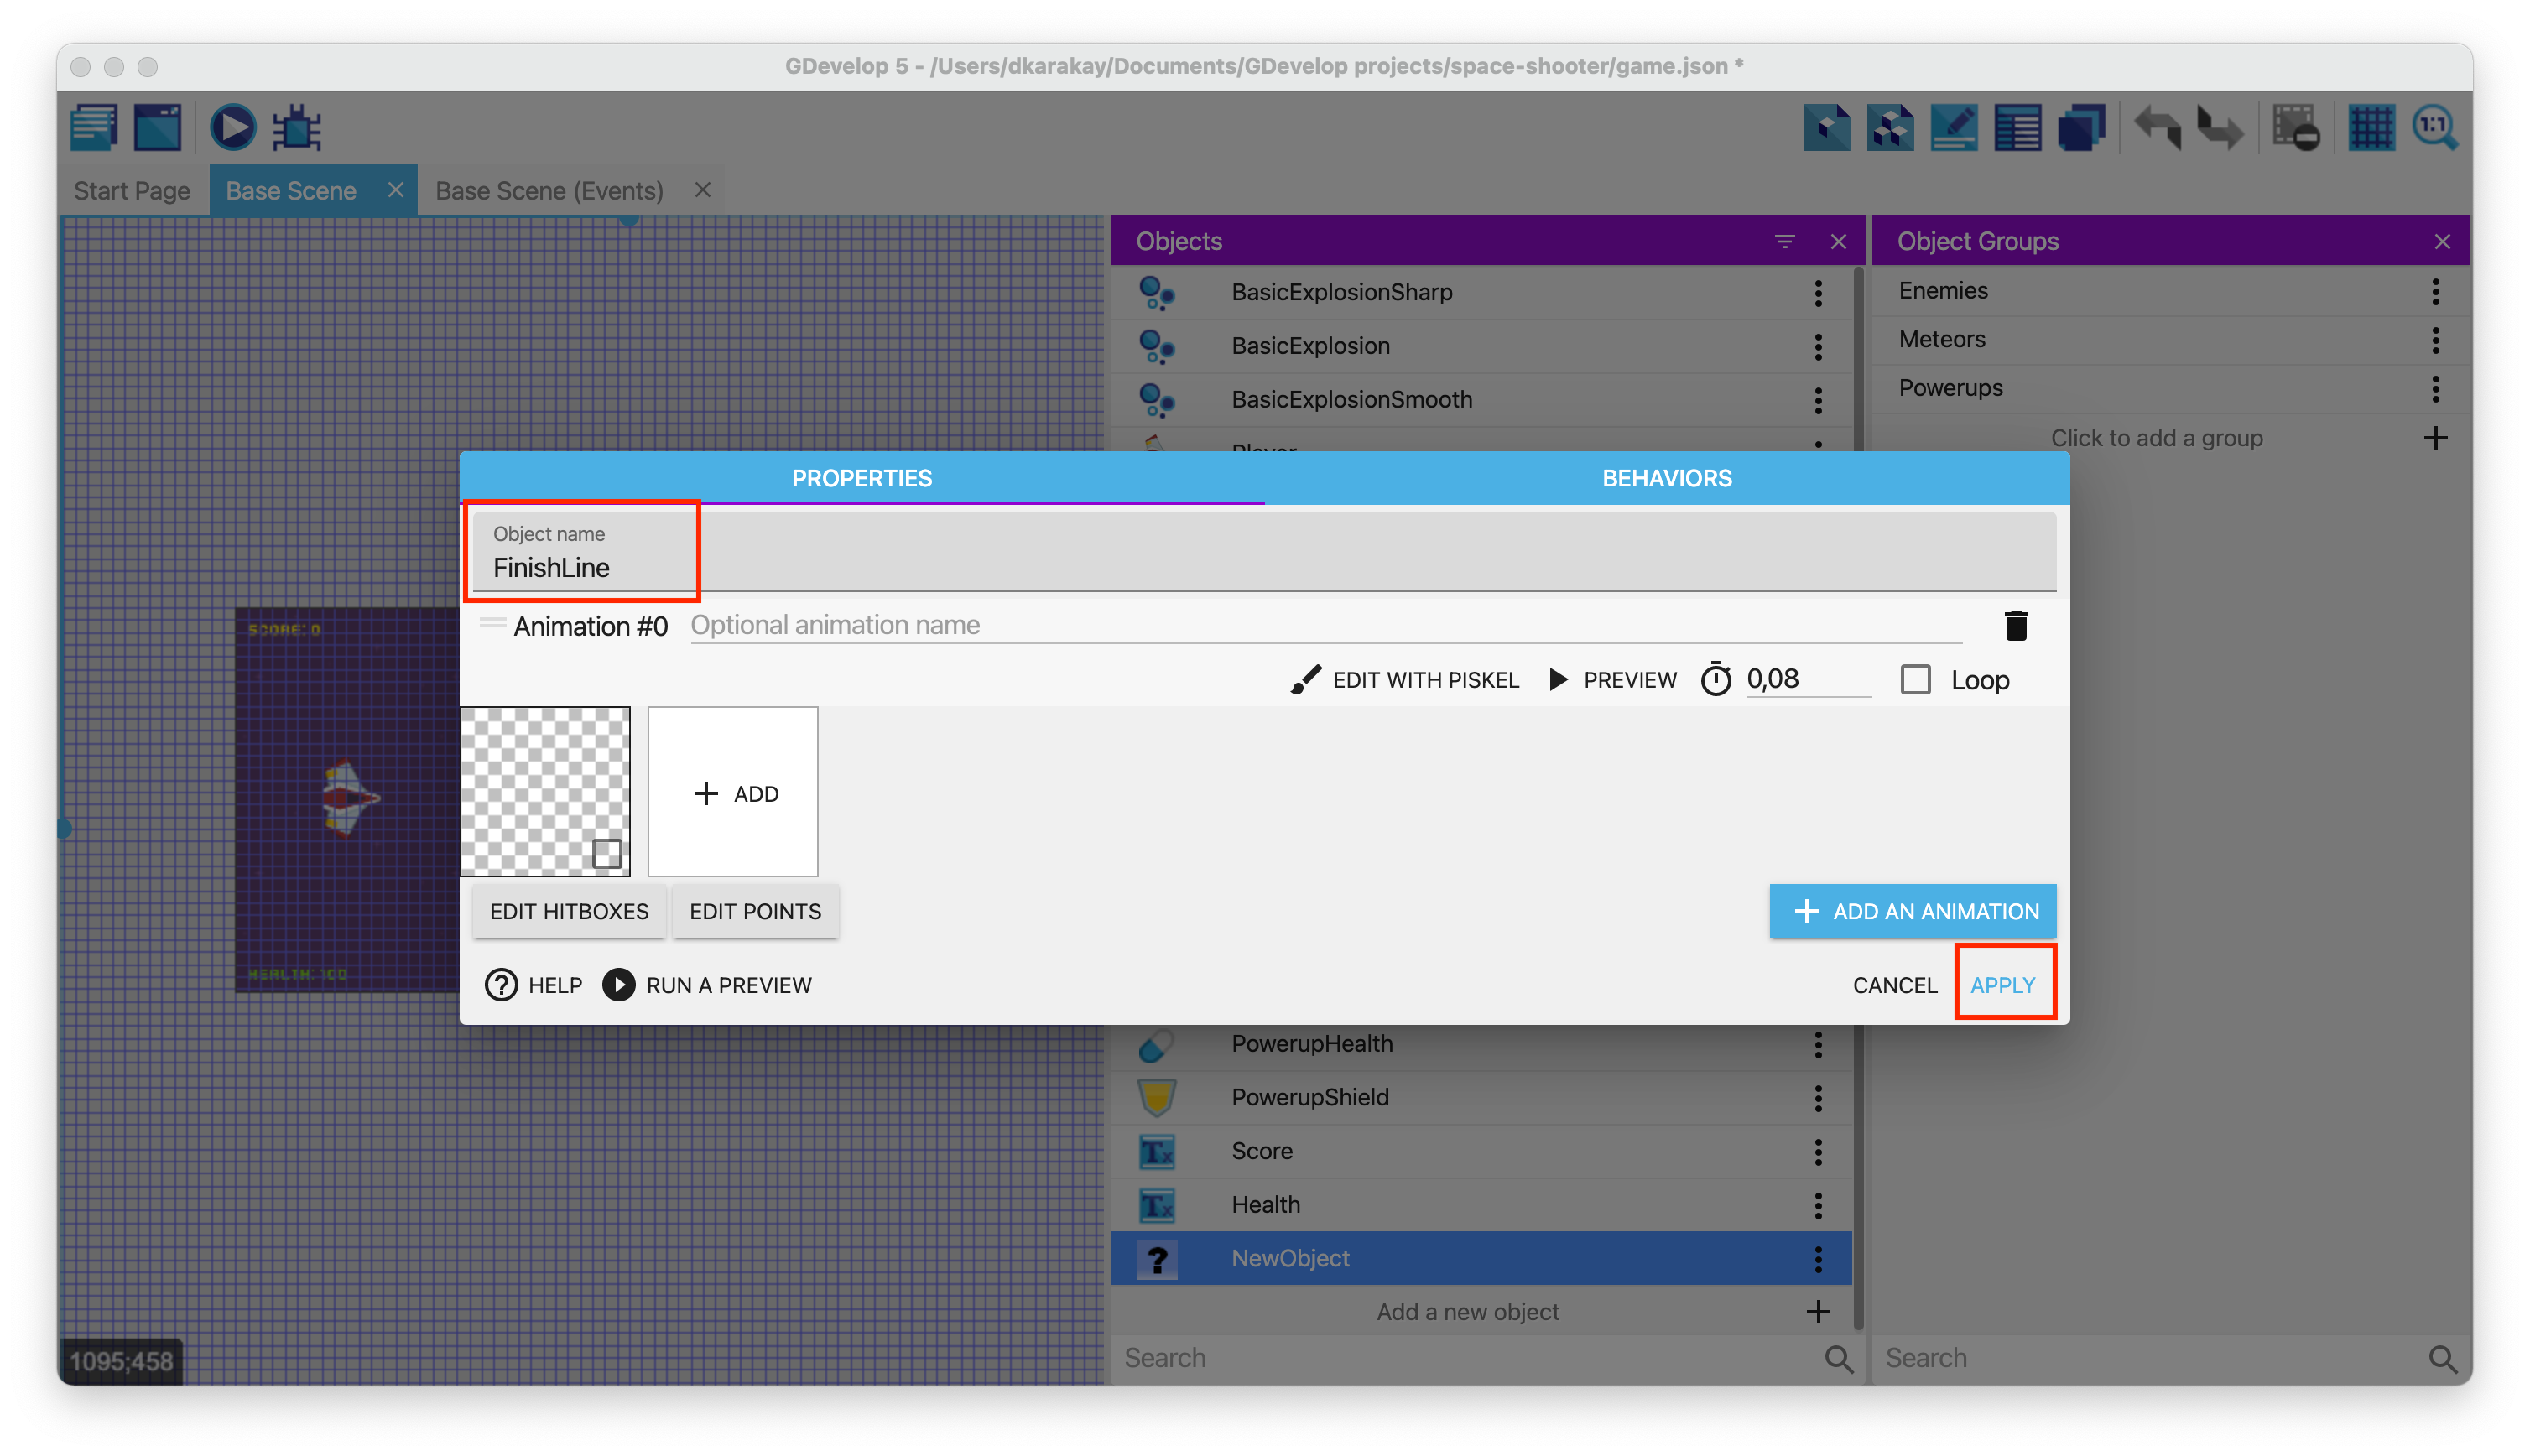 GDevelop 5 - /Users/dkarakay/Documents/GDevelop projects/space-shooter/game.json *
1:1
Start Page
Base Scene
Base Scene (Events)
Objects
Object Groups
BasicExplosionSharp
BasicExplosion
BasicExplosionSmooth
Player
Enemies
Meteors
Powerups
Click to add a group
PROPERTIES
BEHAVIORS
Object name
FinishLine
Animation #0
Optional animation name
EDIT WITH PISKEL
PREVIEW
0,08
Loop
ADD
EDIT HITBOXES
EDIT POINTS
ADD AN ANIMATION
HELP
RUN A PREVIEW
CANCEL
APPLY
SCORE: 0
HEALTH: 100
PowerupHealth
PowerupShield
Tx Score
Tx Health
? NewObject
Add a new object
Search
Search
1095;458